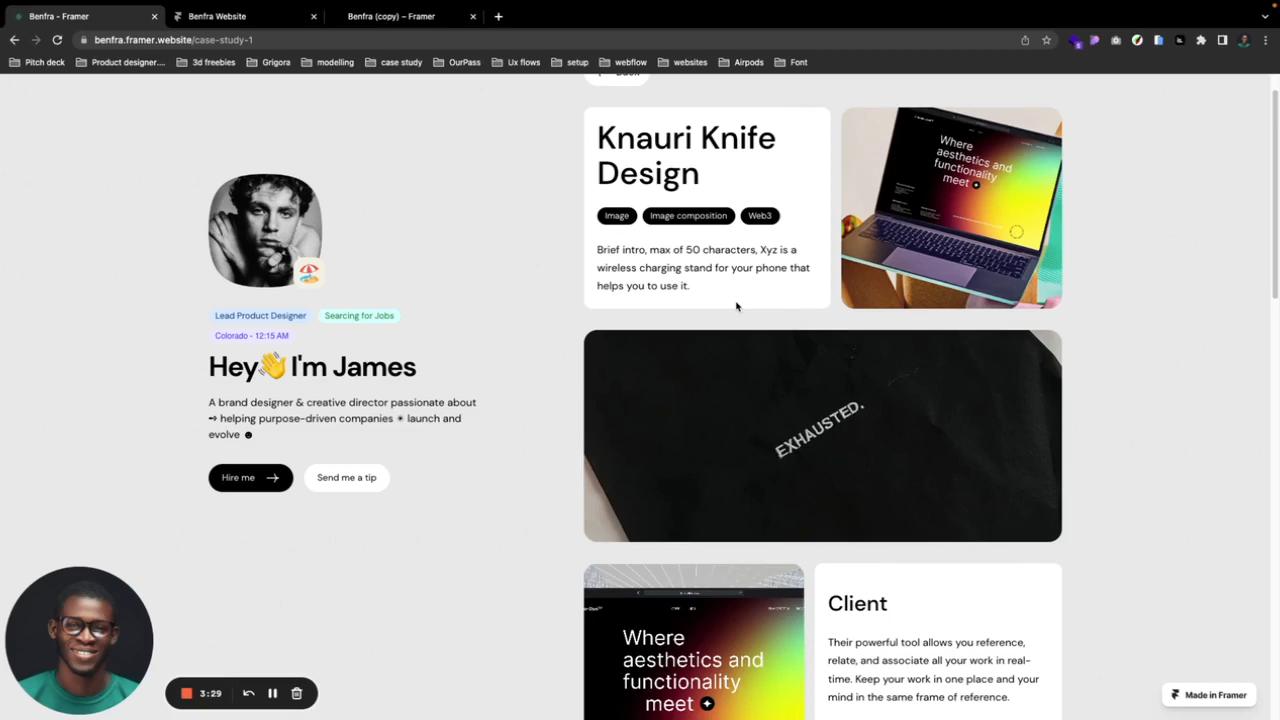 Benfra - Framer
Benfra Website
Benfra (copy) – Framer
benfra.framer.website/case-study-1
Pitch deck
Product designer....
3d freebies
Grigora
modelling
case study
OurPass
Ux flows
setup
webflow
websites
Airpods
Font
Lead Product Designer
Searcing for Jobs
Colorado - 12:15 AM
Hey👋 I'm James
A brand designer & creative director passionate about
➺ helping purpose-driven companies ☀ launch and
evolve ☻
Hire me →
Send me a tip
Back
Knauri Knife
Design
Image
Image composition
Web3
Brief intro, max of 50 characters, Xyz is a
wireless charging stand for your phone that
helps you to use it.
Where
aesthetics and
functionality
meet
EXHAUSTED.
Where
aesthetics and
functionality
meet
Client
Their powerful tool allows you reference,
relate, and associate all your work in real-
time. Keep your work in one place and your
mind in the same frame of reference.
3:29
Made in Framer